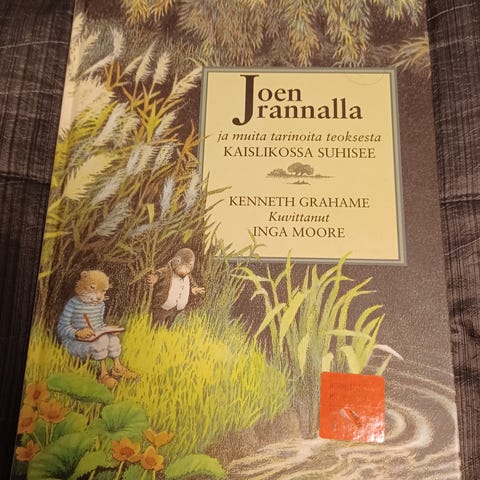 Joen
rannalla
ja muita tarinoita teoksesta
KAISLIKOSSA SUHISEE
KENNETH GRAHAME
Kuvittanut
INGA MOORE